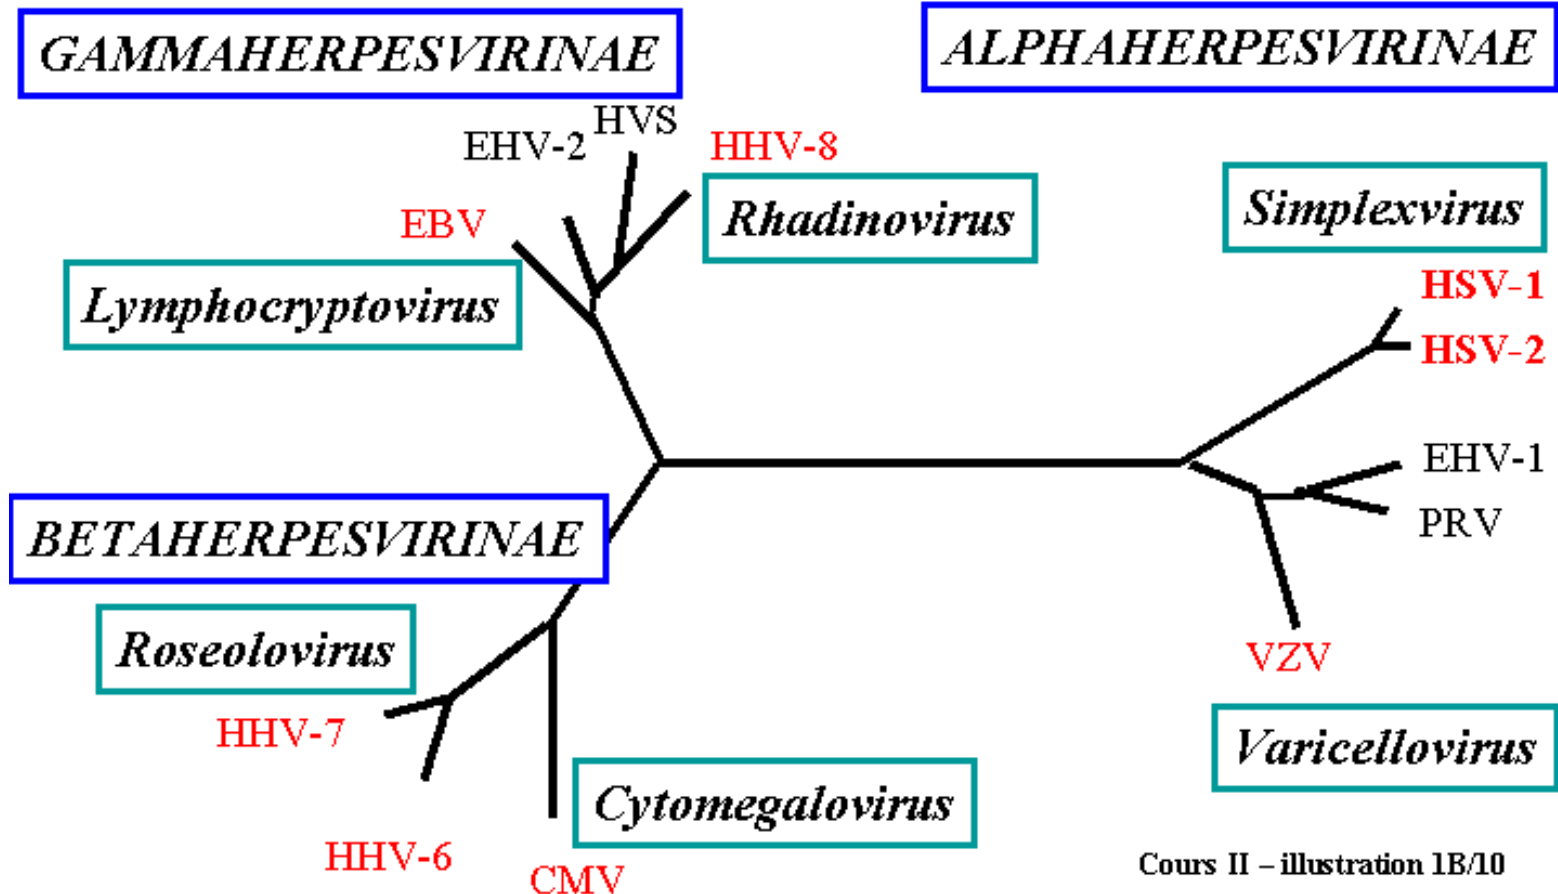 GAMMAHERPESVIRINAE
ALPHAHERPESVIRINAE
HVS
EHV-2
HHV-8
EBV
Rhadinovirus
Simplexvirus
Lymphocryptovirus
HSV-1
HSV-2
EHV-1
PRV
BETAHERPESVIRINAE
Roseolovirus
VZV
HHV-7
Varicellovirus
Cytomegalovirus
HHV-6
CMV
Cours II – illustration 1B/10